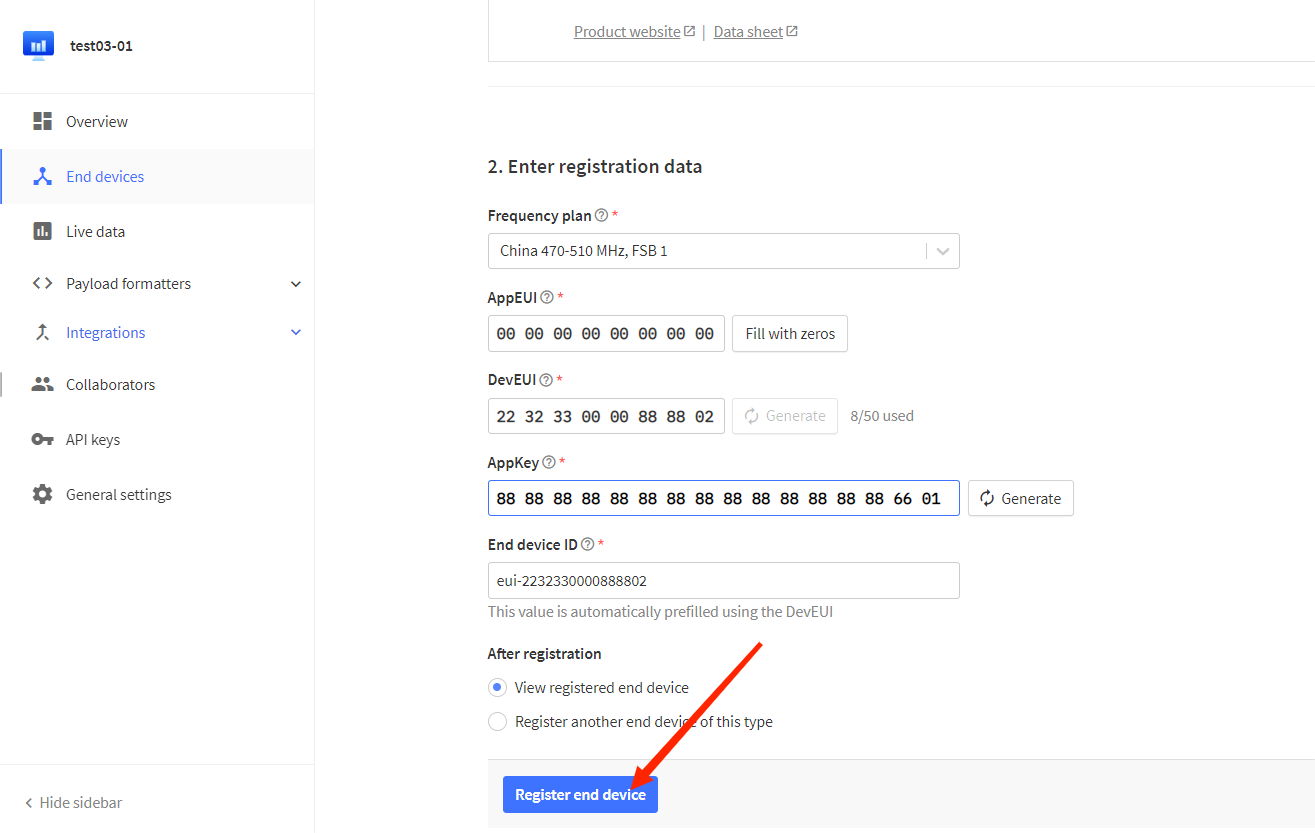 test03-01
Overview
End devices
Live data
Payload formatters
Integrations
Collaborators
API keys
General settings
Hide sidebar
Product website | Data sheet
2. Enter registration data
Frequency plan *
China 470-510 MHz, FSB 1
AppEUI *
00 00 00 00 00 00 00 00 Fill with zeros
DevEUI *
22 32 33 00 00 88 88 02 Generate 8/50 used
AppKey *
88 88 88 88 88 88 88 88 88 88 88 88 88 88 66 01 Generate
End device ID *
eui-2232330000888802
This value is automatically prefilled using the DevEUI
After registration
View registered end device
Register another end device of this type
Register end device